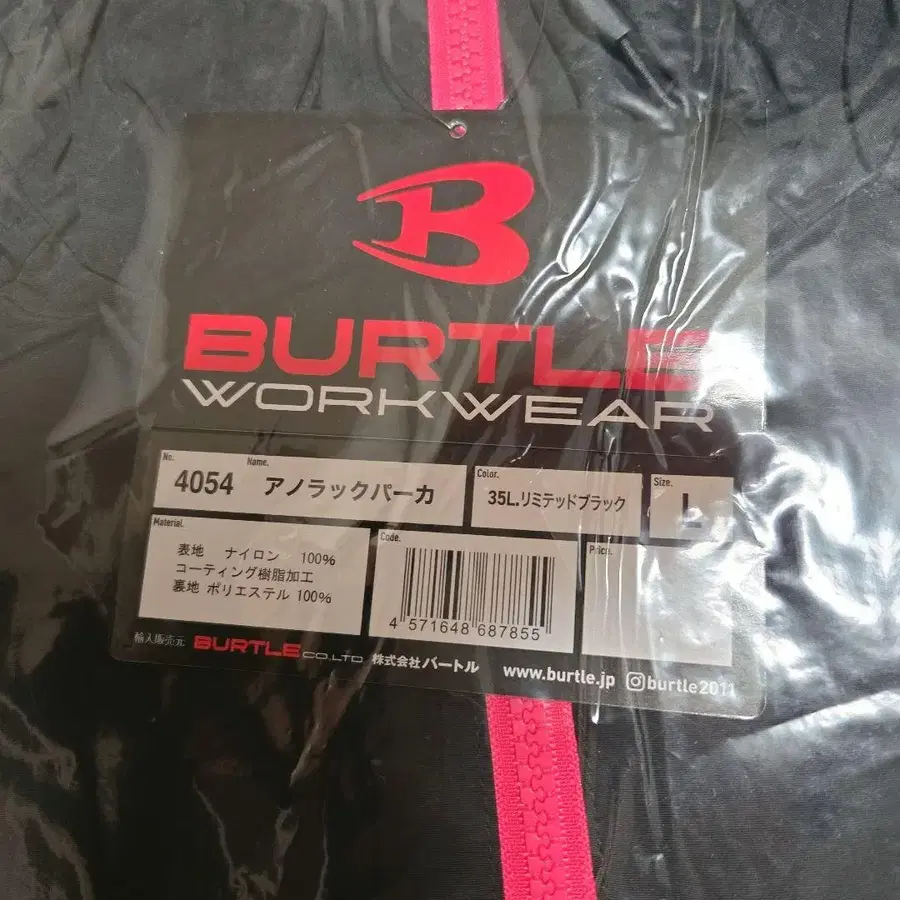 BURTLE
WORKWEAR
No. 4054 Name. アノラックパーカ Color. 35L.リミテッドブラック Size. L
Material.
表地 ナイロン 100%
コーティング樹脂加工
裏地 ポリエステル 100%
Code.
4 571648 687855
Price.
輸入販売元 BURTLE CO.LTD 株式会社バートル www.burtle.jp burtle2011